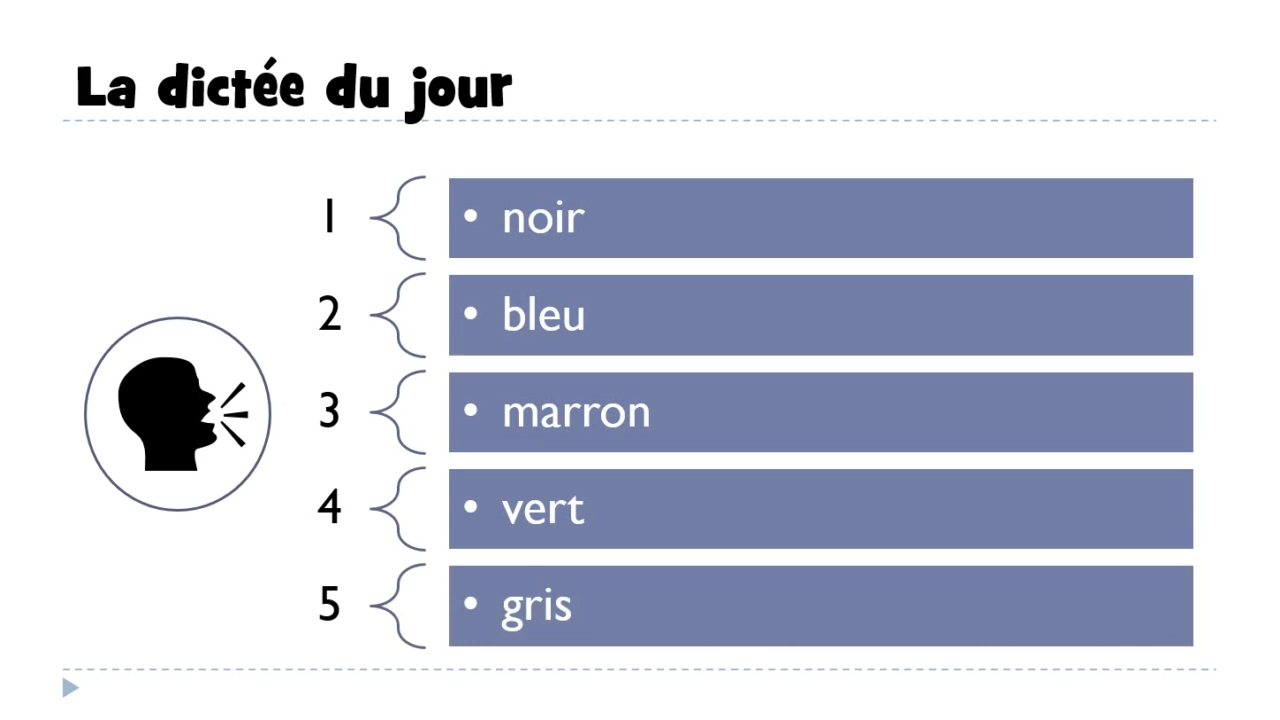 La dictée du jour
1 • noir
2 • bleu
3 • marron
4 • vert
5 • gris